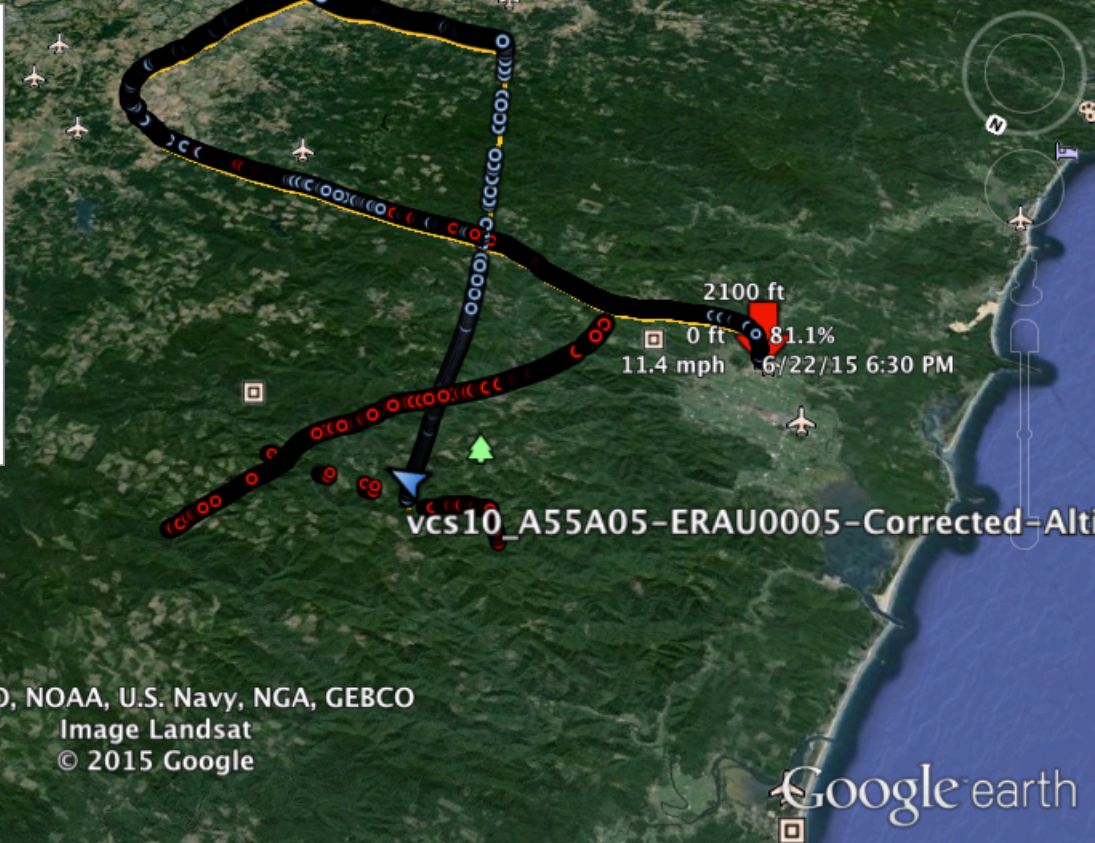 N
2100 ft
0 ft 81.1%
11.4 mph 6/22/15 6:30 PM
vcs10_A55A05-ERAU0005-Corrected-Alti
O, NOAA, U.S. Navy, NGA, GEBCO
Image Landsat
© 2015 Google
Google earth